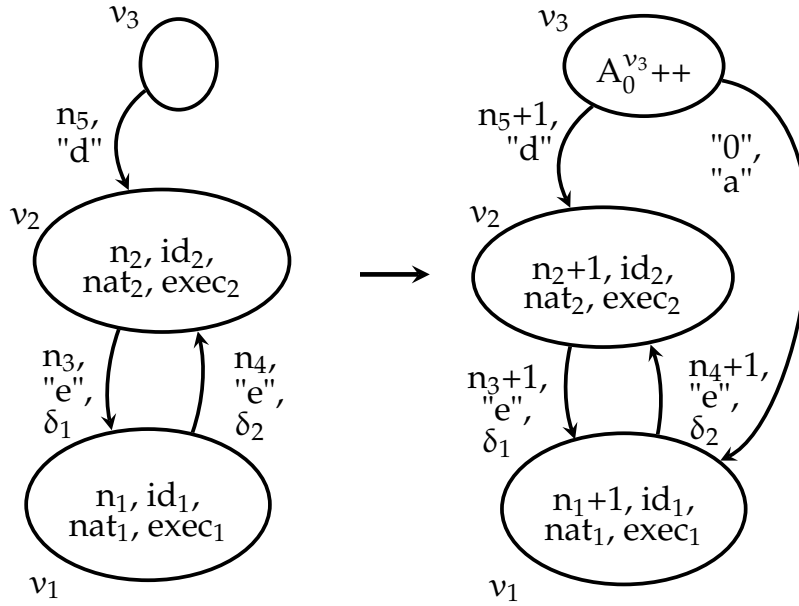 v₃
n₅,
"d"
v₂
n₂, id₂,
nat₂, exec₂
n₃,
"e",
δ₁
n₄,
"e",
δ₂
n₁, id₁,
nat₁, exec₁
v₁
v₃
A₀^v₃++
n₅+1,
"d"
"0",
"a"
v₂
n₂+1, id₂,
nat₂, exec₂
n₃+1,
"e",
δ₁
n₄+1,
"e",
δ₂
n₁+1, id₁,
nat₁, exec₁
v₁